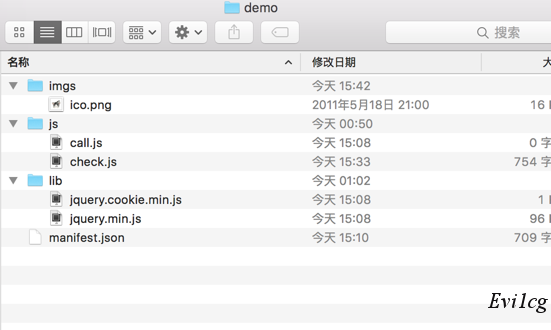 demo
搜索
名称 修改日期 大
imgs 今天 15:42
ico.png 2011年5月18日 21:00 16
js 今天 00:50
call.js 今天 15:08 0 字
check.js 今天 15:33 754 字
lib 今天 01:02
jquery.cookie.min.js 今天 15:08 1
jquery.min.js 今天 15:08 96
manifest.json 今天 15:10 709 字
Evi1cg